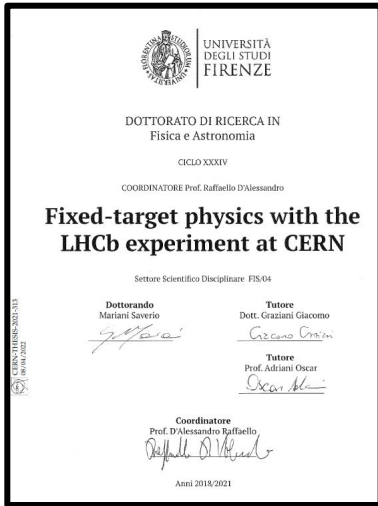 UNIVERSITÀ
DEGLI STUDI
FIRENZE
DOTTORATO DI RICERCA IN
Fisica e Astronomia
CICLO XXXIV
COORDINATORE Prof. Raffaello D'Alessandro
Fixed-target physics with the
LHCb experiment at CERN
Settore Scientifico Disciplinare FIS/04
Dottorando
Mariani Saverio
Tutore
Dott. Graziani Giacomo
Tutore
Prof. Adriani Oscar
Coordinatore
Prof. D'Alessandro Raffaello
Anni 2018/2021
CERN-THESIS-2021-313
08/04/2022